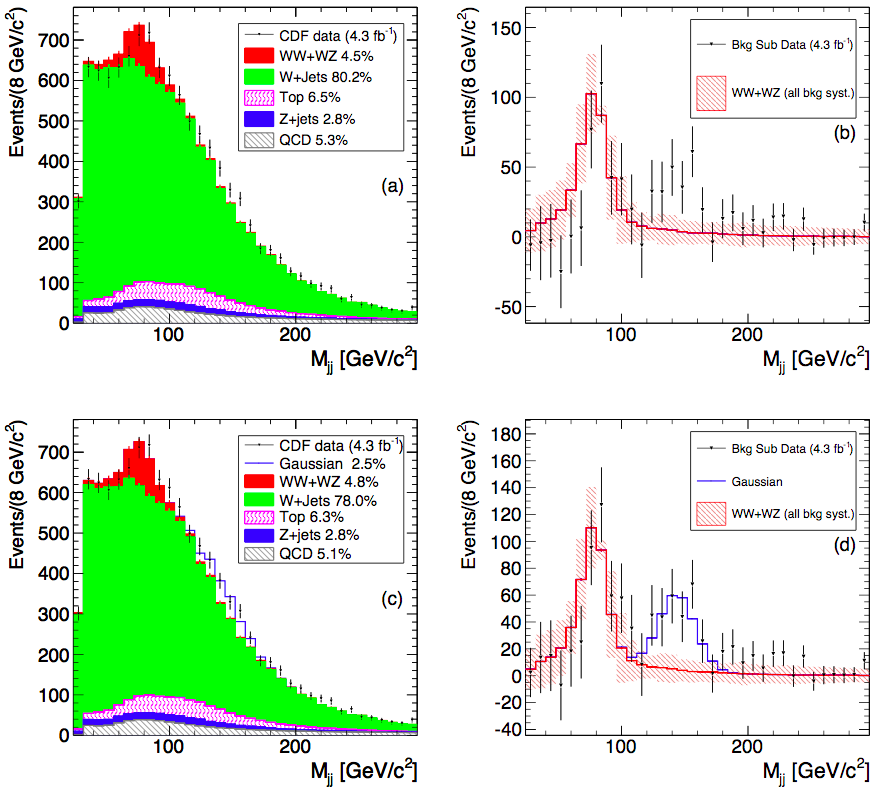 Events/(8 GeV/c²)
700
600
500
400
300
200
100
0
CDF data (4.3 fb⁻¹)
WW+WZ 4.5%
W+Jets 80.2%
Top 6.5%
Z+jets 2.8%
QCD 5.3%
(a)
100
200
M_jj [GeV/c²]
Events/(8 GeV/c²)
150
100
50
0
-50
Bkg Sub Data (4.3 fb⁻¹)
WW+WZ (all bkg syst.)
(b)
100
200
M_jj [GeV/c²]
Events/(8 GeV/c²)
700
600
500
400
300
200
100
0
CDF data (4.3 fb⁻¹)
Gaussian 2.5%
WW+WZ 4.8%
W+Jets 78.0%
Top 6.3%
Z+jets 2.8%
QCD 5.1%
(c)
100
200
M_jj [GeV/c²]
Events/(8 GeV/c²)
180
160
140
120
100
80
60
40
20
0
-20
-40
Bkg Sub Data (4.3 fb⁻¹)
Gaussian
WW+WZ (all bkg syst.)
(d)
100
200
M_jj [GeV/c²]